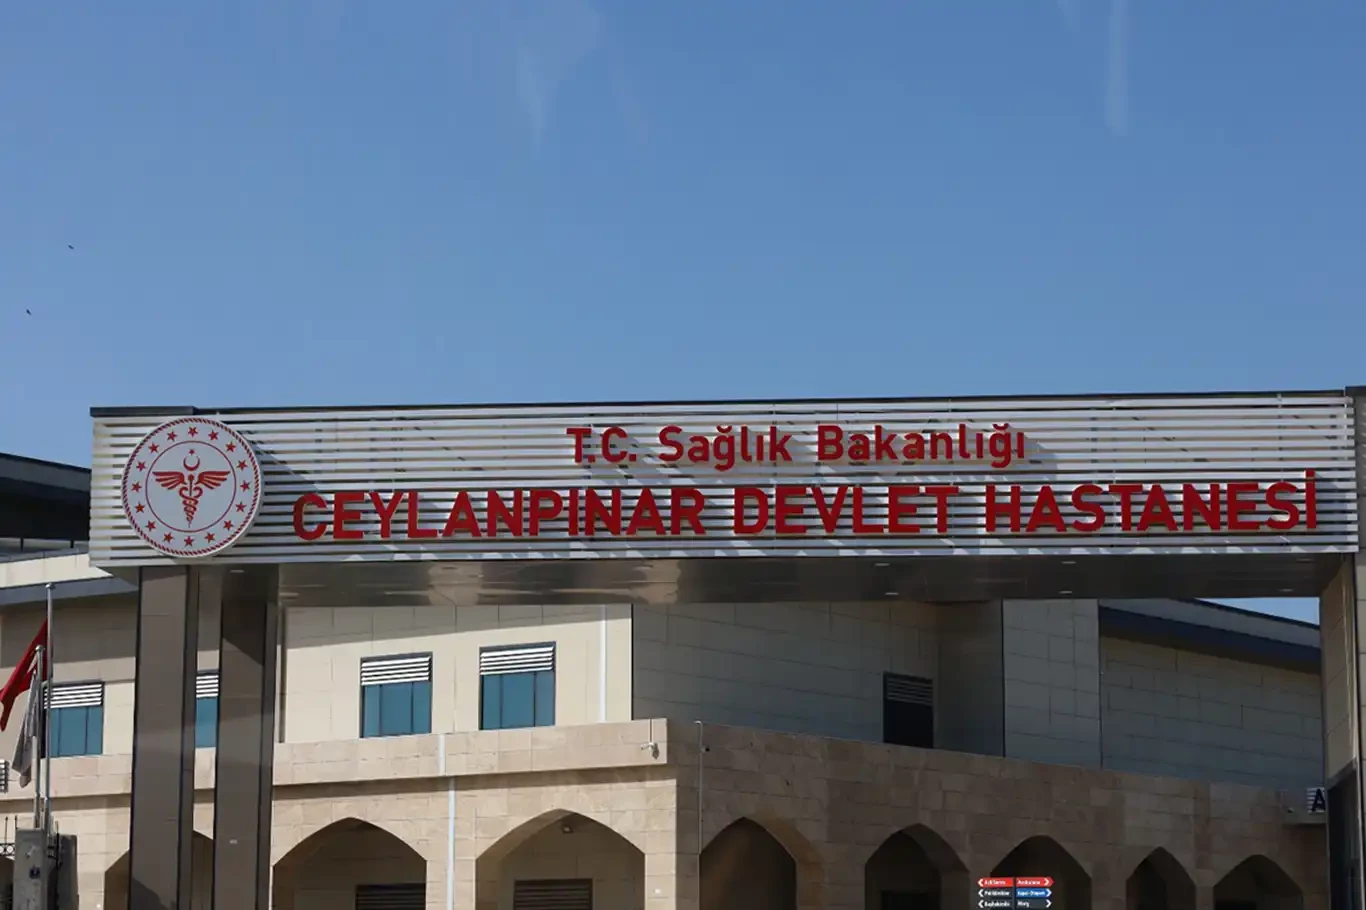 T.C. Sağlık Bakanlığı
CEYLANPINAR DEVLET HASTANESİ
A